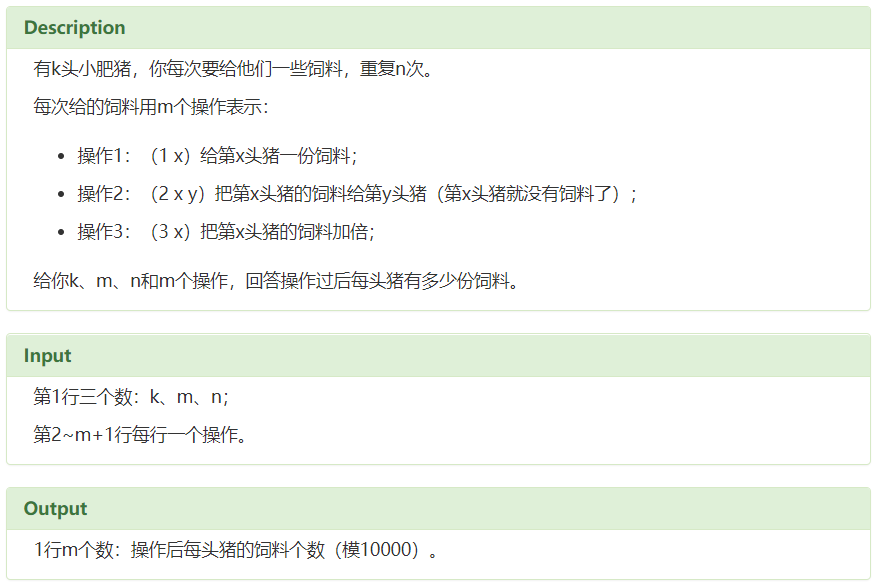 Description
有k头小肥猪，你每次要给他们一些饲料，重复n次。
每次给的饲料用m个操作表示：
• 操作1：（1 x）给第x头猪一份饲料；
• 操作2：（2 x y）把第x头猪的饲料给第y头猪（第x头猪就没有饲料了）；
• 操作3：（3 x）把第x头猪的饲料加倍；
给你k、m、n和m个操作，回答操作过后每头猪有多少份饲料。
Input
第1行三个数：k、m、n；
第2~m+1行每行一个操作。
Output
1行m个数：操作后每头猪的饲料个数（模10000）。